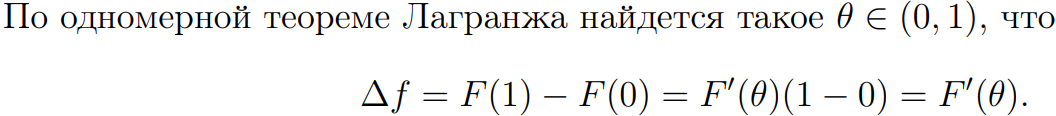 По одномерной теореме Лагранжа найдется такое θ ∈ (0, 1), что
Δf = F(1) − F(0) = F′(θ)(1 − 0) = F′(θ).